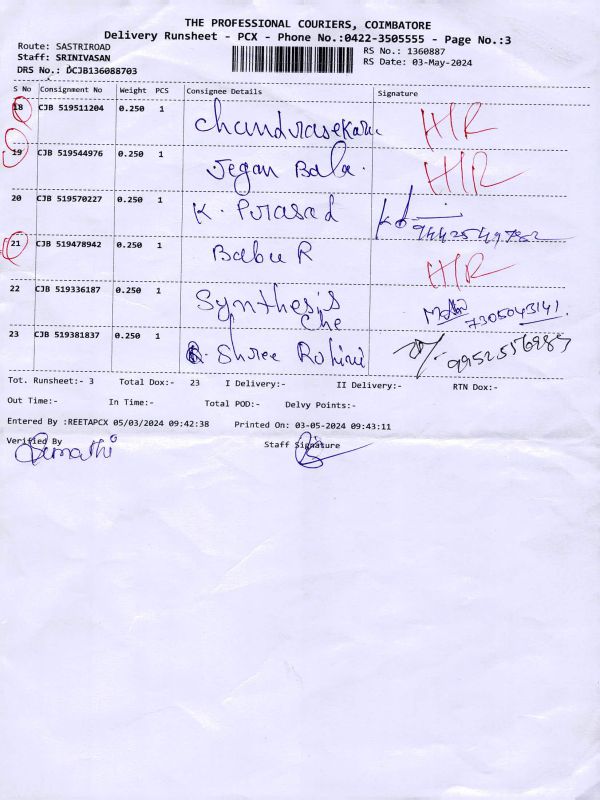 THE PROFESSIONAL COURIERS, COIMBATORE
Delivery Runsheet - PCX - Phone No.:0422-3505555 - Page No.:3
Route: SASTRIROAD
RS No.: 1360887
Staff: SRINIVASAN
RS Date: 03-May-2024
DRS No.: DCJB136088703
S No Consignment No Weight PCS Consignee Details Signature
18 CJB 519511204 0.250 1 Chandrasekaran H/R
19 CJB 519544976 0.250 1 Jegan Bala. H/R
20 CJB 519570227 0.250 1 K. Prasad
21 CJB 519478942 0.250 1 Babu R H/R
22 CJB 519336187 0.250 1 Synthesis Che 7305043141.
23 CJB 519381837 0.250 1 Shree Rohini
Tot. Runsheet:- 3 Total Dox:- 23 I Delivery:- II Delivery:- RTN Dox:-
Out Time:- In Time:- Total POD:- Delvy Points:-
Entered By :REETAPCX 05/03/2024 09:42:38 Printed On: 03-05-2024 09:43:11
Verified By Staff Signature